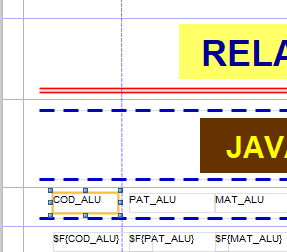 RELA
JAVA
COD_ALU PAT_ALU MAT_ALU
$F{COD_ALU} $F{PAT_ALU} $F{MAT_ALU}